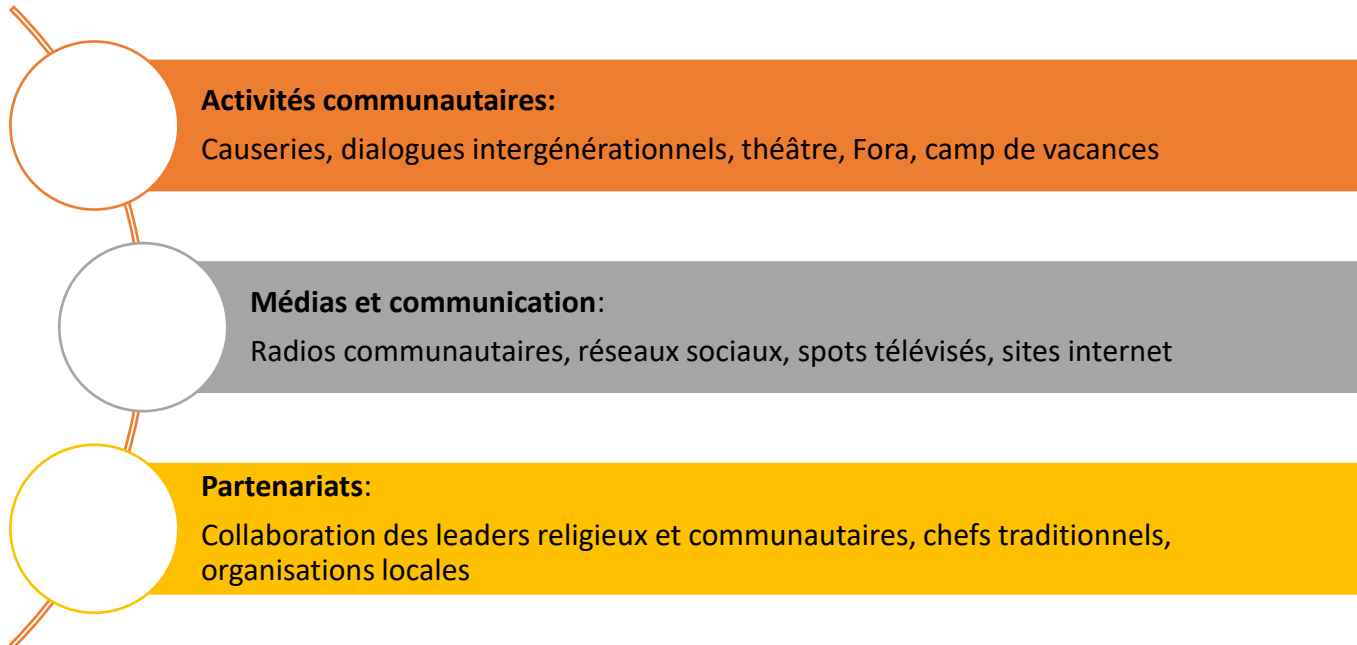 Activités communautaires:
Causeries, dialogues intergénérationnels, théâtre, Fora, camp de vacances
Médias et communication:
Radios communautaires, réseaux sociaux, spots télévisés, sites internet
Partenariats:
Collaboration des leaders religieux et communautaires, chefs traditionnels,
organisations locales